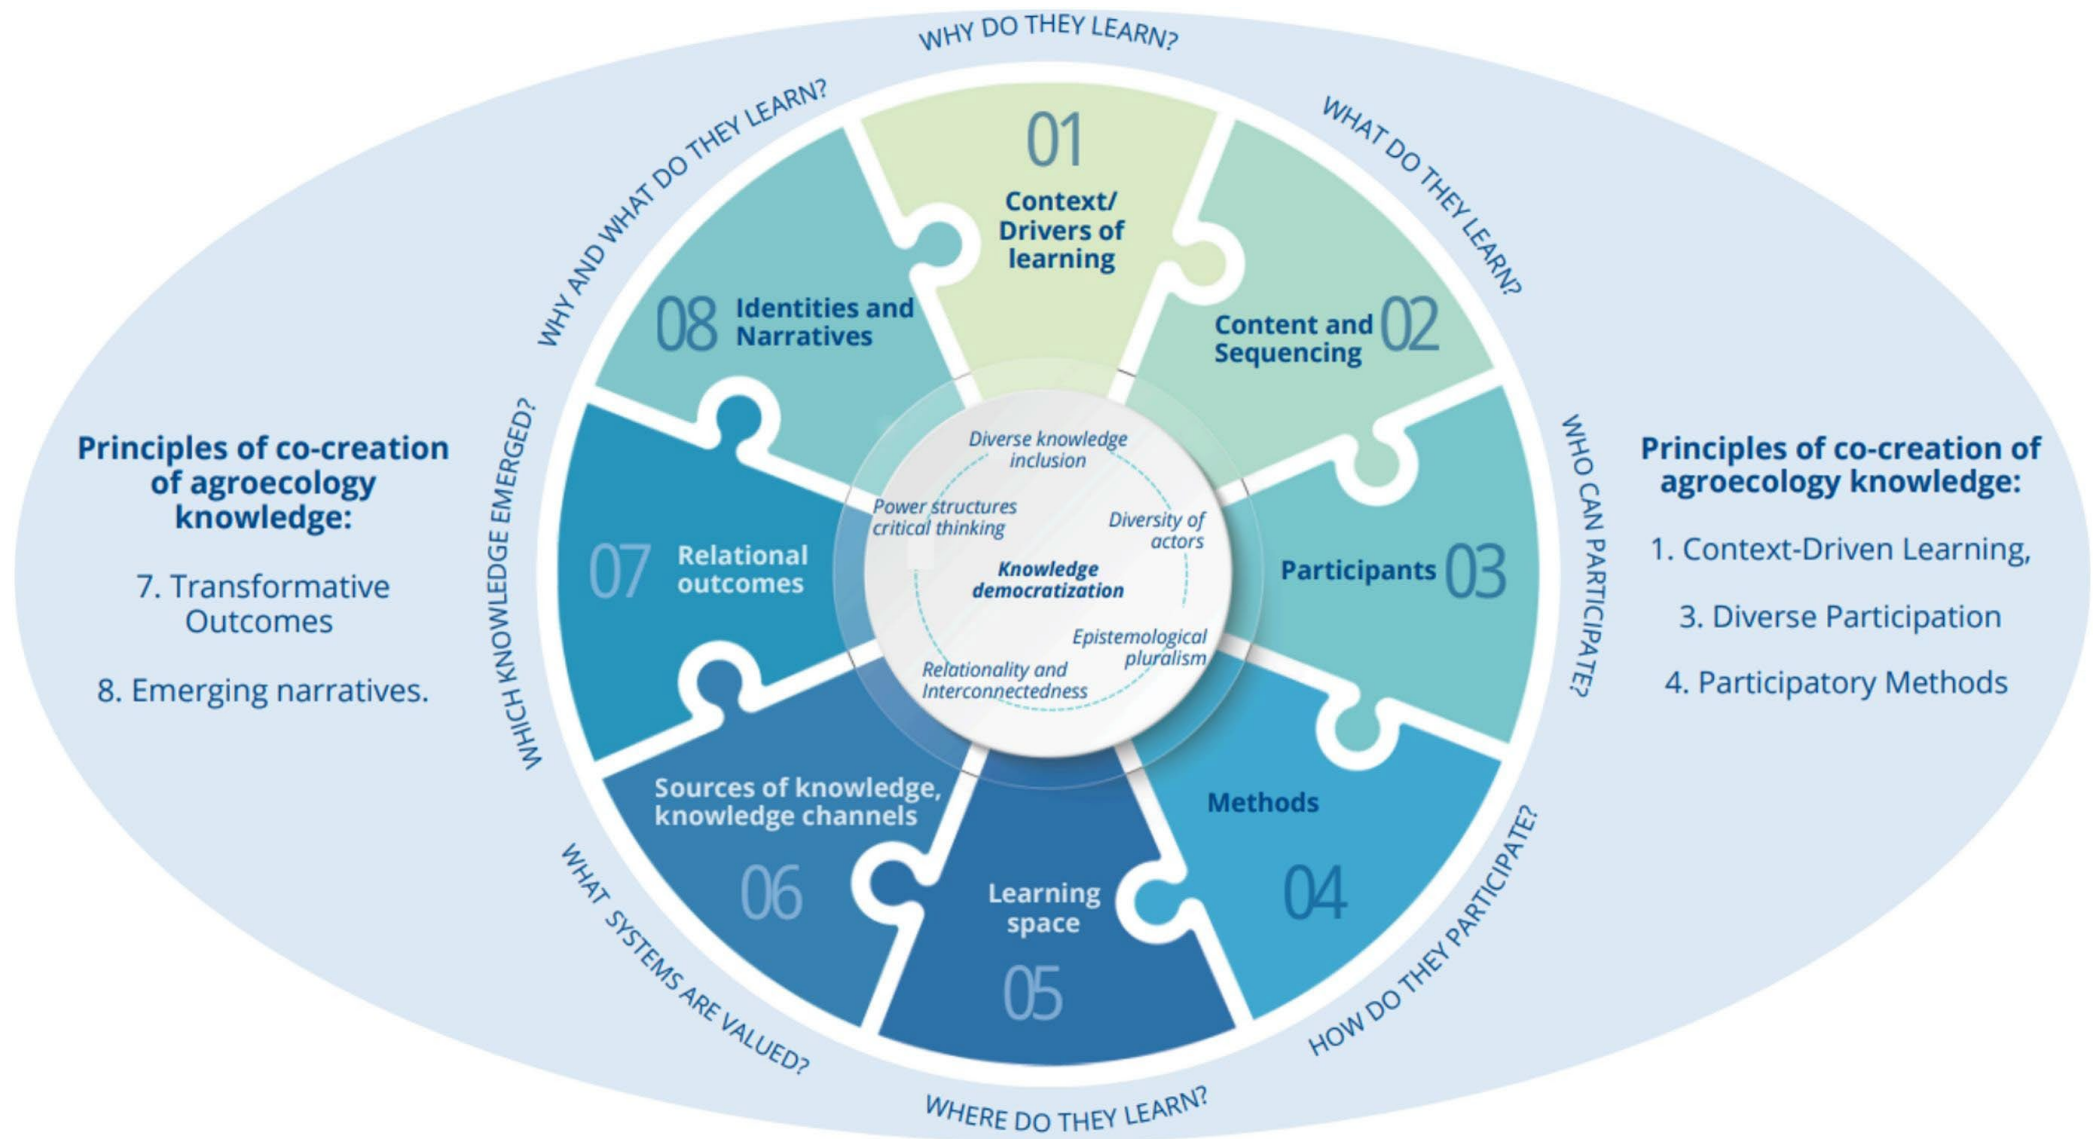 WHY DO THEY LEARN?
WHAT DO THEY LEARN?
WHO CAN PARTICIPATE?
HOW DO THEY PARTICIPATE?
WHERE DO THEY LEARN?
WHAT SYSTEMS ARE VALUED?
WHICH KNOWLEDGE EMERGED?
WHY AND WHAT DO THEY LEARN?
01
Context/
Drivers of
learning
Content and
Sequencing
02
Participants
03
Methods
04
Learning
space
05
Sources of knowledge,
knowledge channels
06
07
Relational
outcomes
08
Identities and
Narratives
Diverse knowledge
inclusion
Diversity of
actors
Epistemological
pluralism
Relationality and
Interconnectedness
Power structures
critical thinking
Knowledge
democratization
Principles of co-creation
of agroecology
knowledge:
7. Transformative
Outcomes
8. Emerging narratives.
Principles of co-creation of
agroecology knowledge:
1. Context-Driven Learning,
3. Diverse Participation
4. Participatory Methods